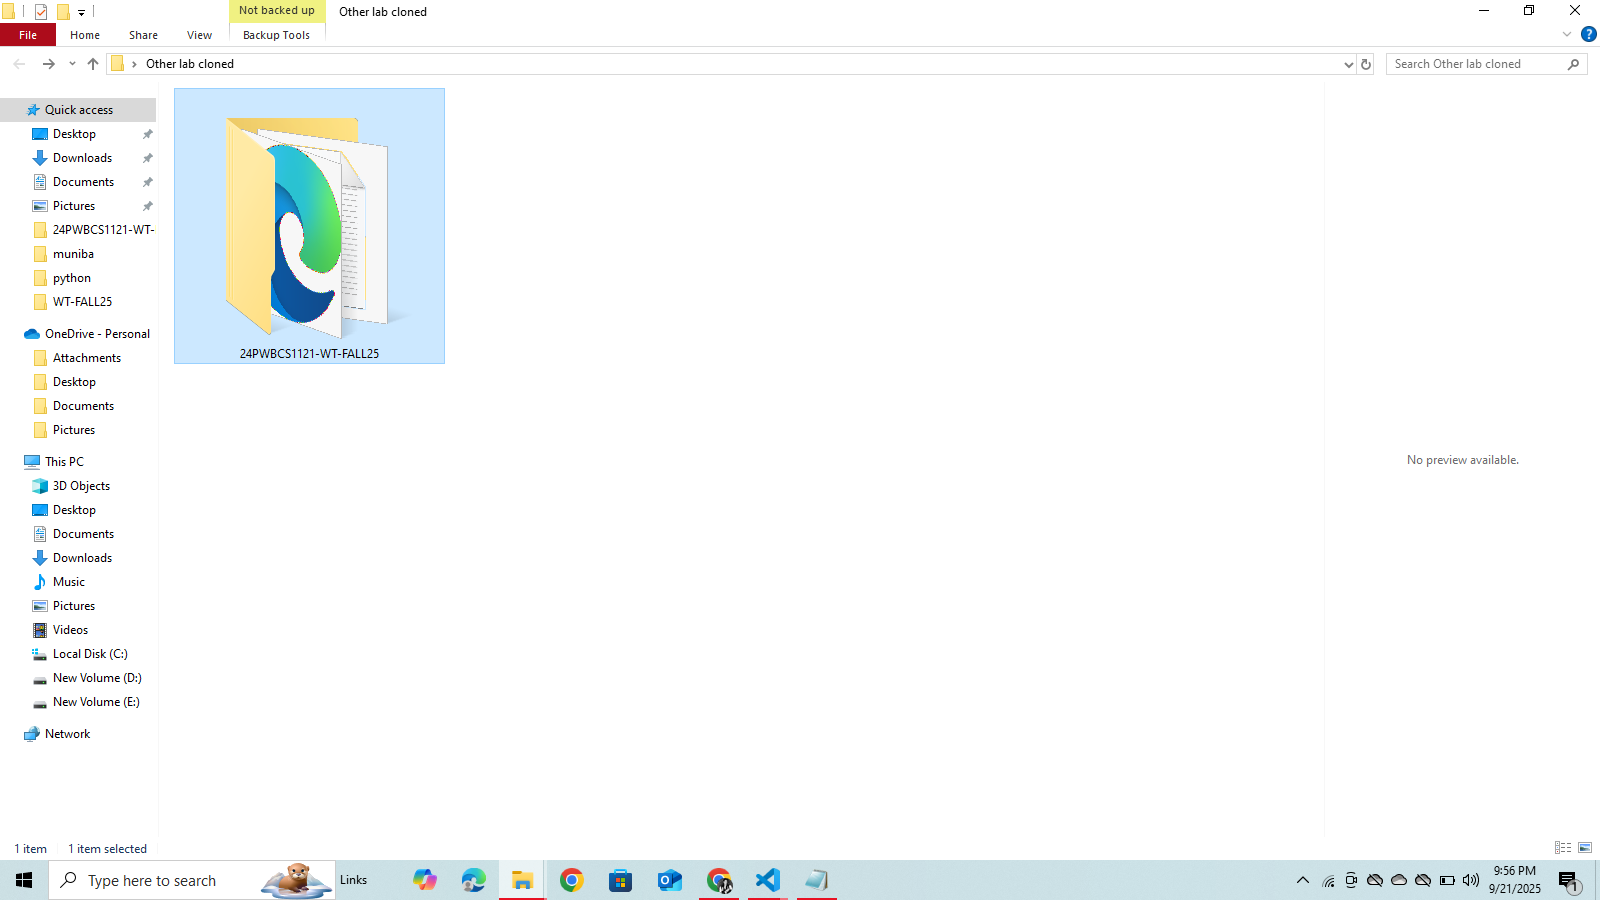 Not backed up
Other lab cloned
File
Home
Share
View
Backup Tools
?
Other lab cloned
Search Other lab cloned
Quick access
Desktop
Downloads
Documents
Pictures
24PWBCS1121-WT-
muniba
python
WT-FALL25
OneDrive - Personal
Attachments
Desktop
Documents
Pictures
This PC
3D Objects
Desktop
Documents
Downloads
Music
Pictures
Videos
Local Disk (C:)
New Volume (D:)
New Volume (E:)
Network
24PWBCS1121-WT-FALL25
No preview available.
1 item
1 item selected
Type here to search
Links
9:56 PM
9/21/2025
1